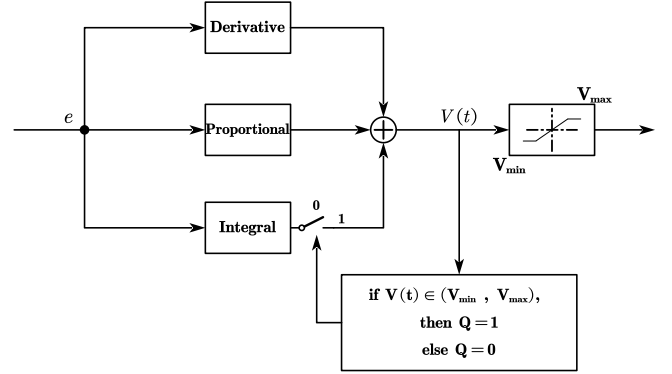 Derivative
e
Proportional
V(t)
V_max
V_min
Integral
0
1
if V(t) ∈ (V_min , V_max),
then Q = 1
else Q = 0